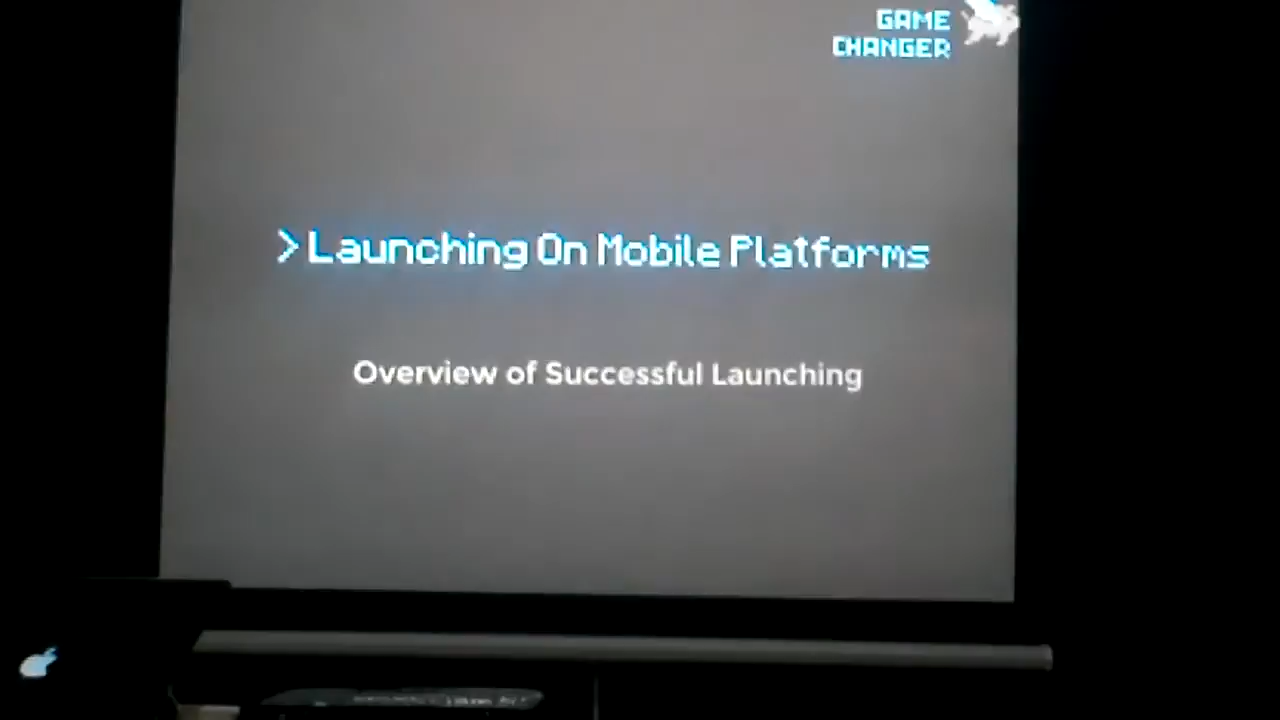 GAME
CHANGER
>Launching On Mobile Platforms
Overview of Successful Launching